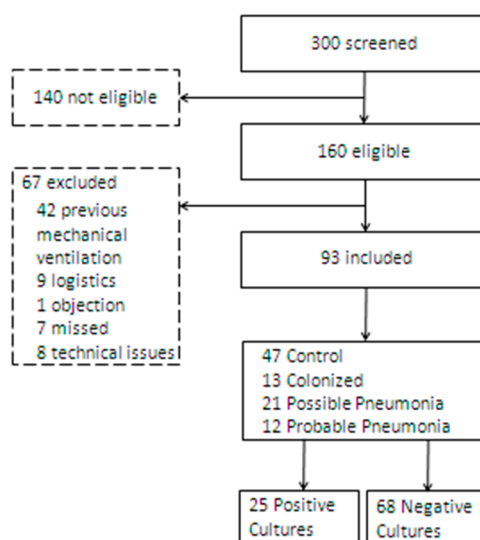 300 screened
140 not eligible
160 eligible
67 excluded
42 previous
mechanical
ventilation
9 logistics
1 objection
7 missed
8 technical issues
93 included
47 Control
13 Colonized
21 Possible Pneumonia
12 Probable Pneumonia
25 Positive
Cultures
68 Negative
Cultures